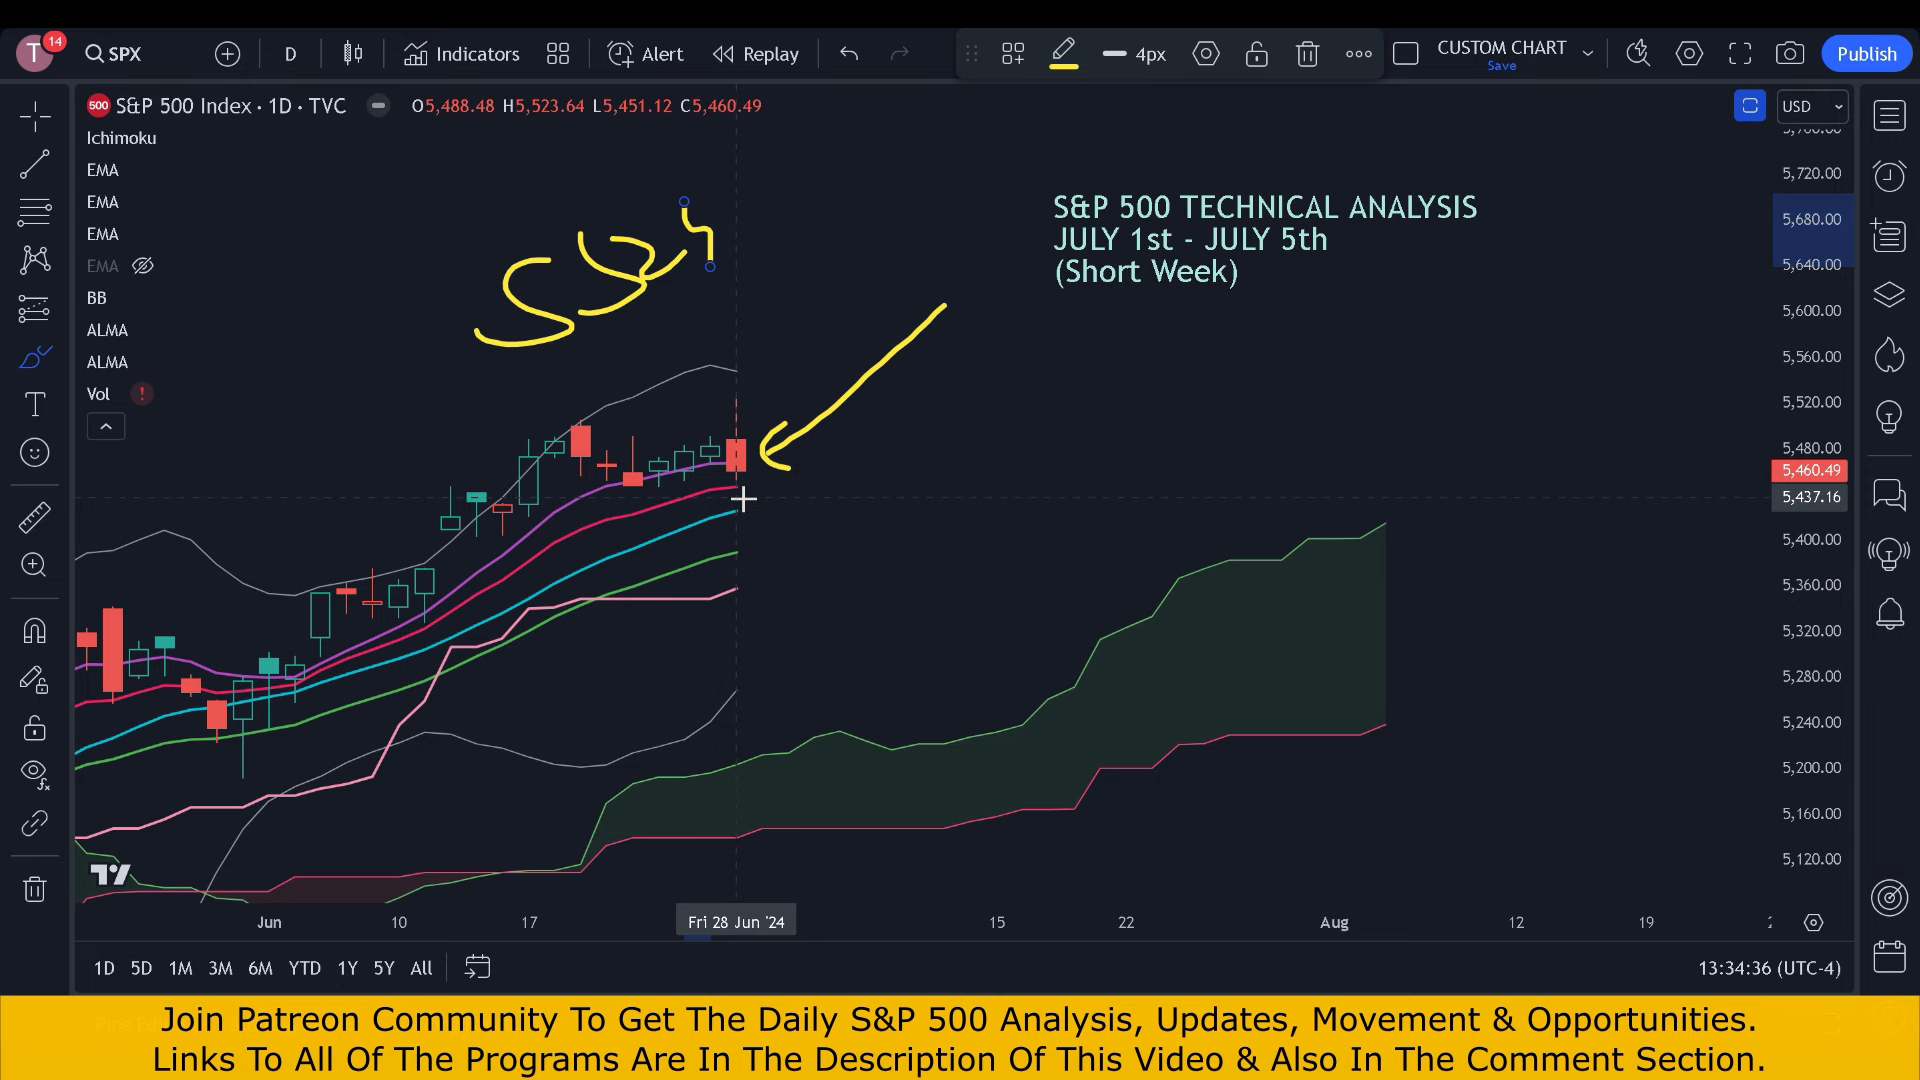 T
14
SPX
D
Indicators
Alert
Replay
4px
CUSTOM CHART
Save
Publish
500 S&P 500 Index · 1D · TVC
O5,488.48 H5,523.64 L5,451.12 C5,460.49
USD
Ichimoku
EMA
EMA
EMA
EMA
BB
ALMA
ALMA
Vol !
S&P 500 TECHNICAL ANALYSIS
JULY 1st - JULY 5th
(Short Week)
5,760.00
5,720.00
5,680.00
5,640.00
5,600.00
5,560.00
5,520.00
5,480.00
5,460.49
5,437.16
5,400.00
5,360.00
5,320.00
5,280.00
5,240.00
5,200.00
5,160.00
5,120.00
Jun 10 17 Fri 28 Jun '24 15 22 Aug 12 19
1D 5D 1M 3M 6M YTD 1Y 5Y All
13:34:36 (UTC-4)
Join Patreon Community To Get The Daily S&P 500 Analysis, Updates, Movement & Opportunities.
Links To All Of The Programs Are In The Description Of This Video & Also In The Comment Section.